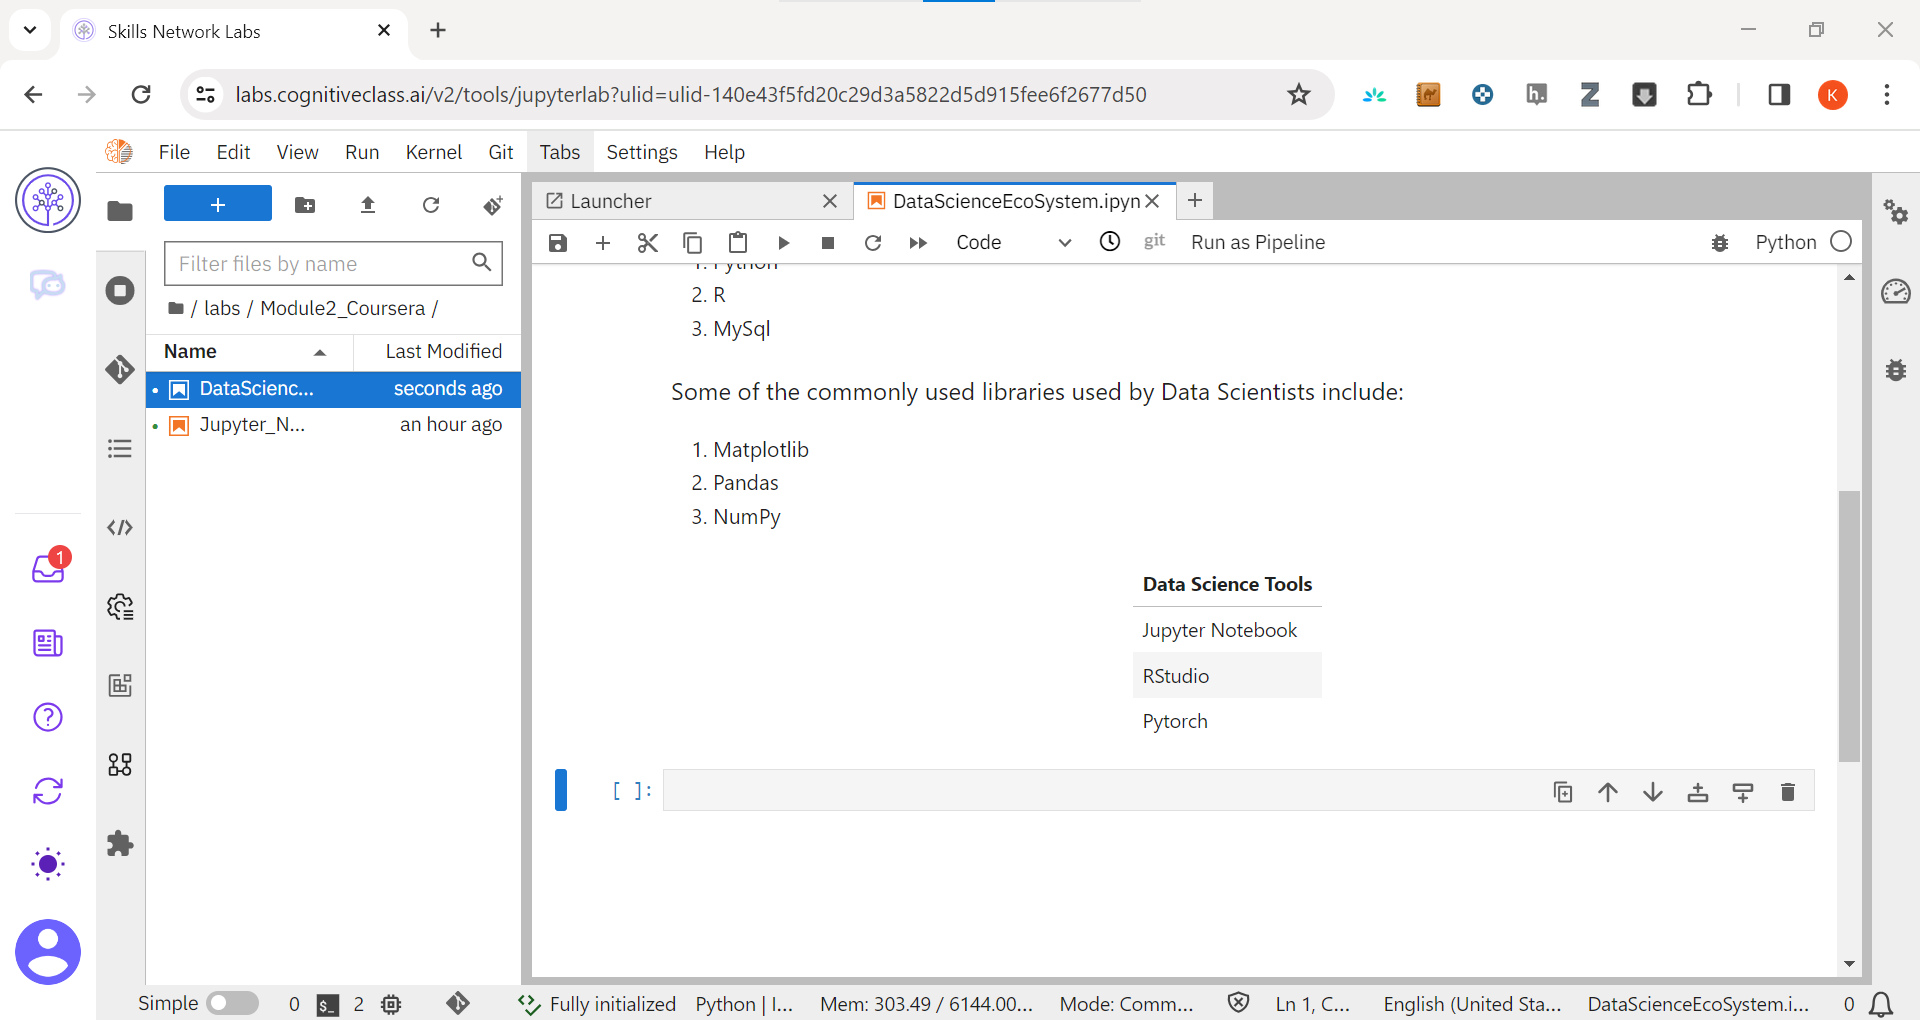 Skills Network Labs
labs.cognitiveclass.ai/v2/tools/jupyterlab?ulid=ulid-140e43f5fd20c29d3a5822d5d915fee6f2677d50
h.
Z
K
File Edit View Run Kernel Git Tabs Settings Help
Launcher
DataScienceEcoSystem.ipyn
Code
git
Run as Pipeline
Python
Filter files by name
/ labs / Module2_Coursera /
Name
Last Modified
DataScienc...
seconds ago
Jupyter_N...
an hour ago
1
1. Python
2. R
3. MySql
Some of the commonly used libraries used by Data Scientists include:
1. Matplotlib
2. Pandas
3. NumPy
Data Science Tools
Jupyter Notebook
RStudio
Pytorch
[ ]:
Simple 0 $_ 2 Fully initialized Python | I... Mem: 303.49 / 6144.00... Mode: Comm... Ln 1, C... English (United Sta... DataScienceEcoSystem.i... 0